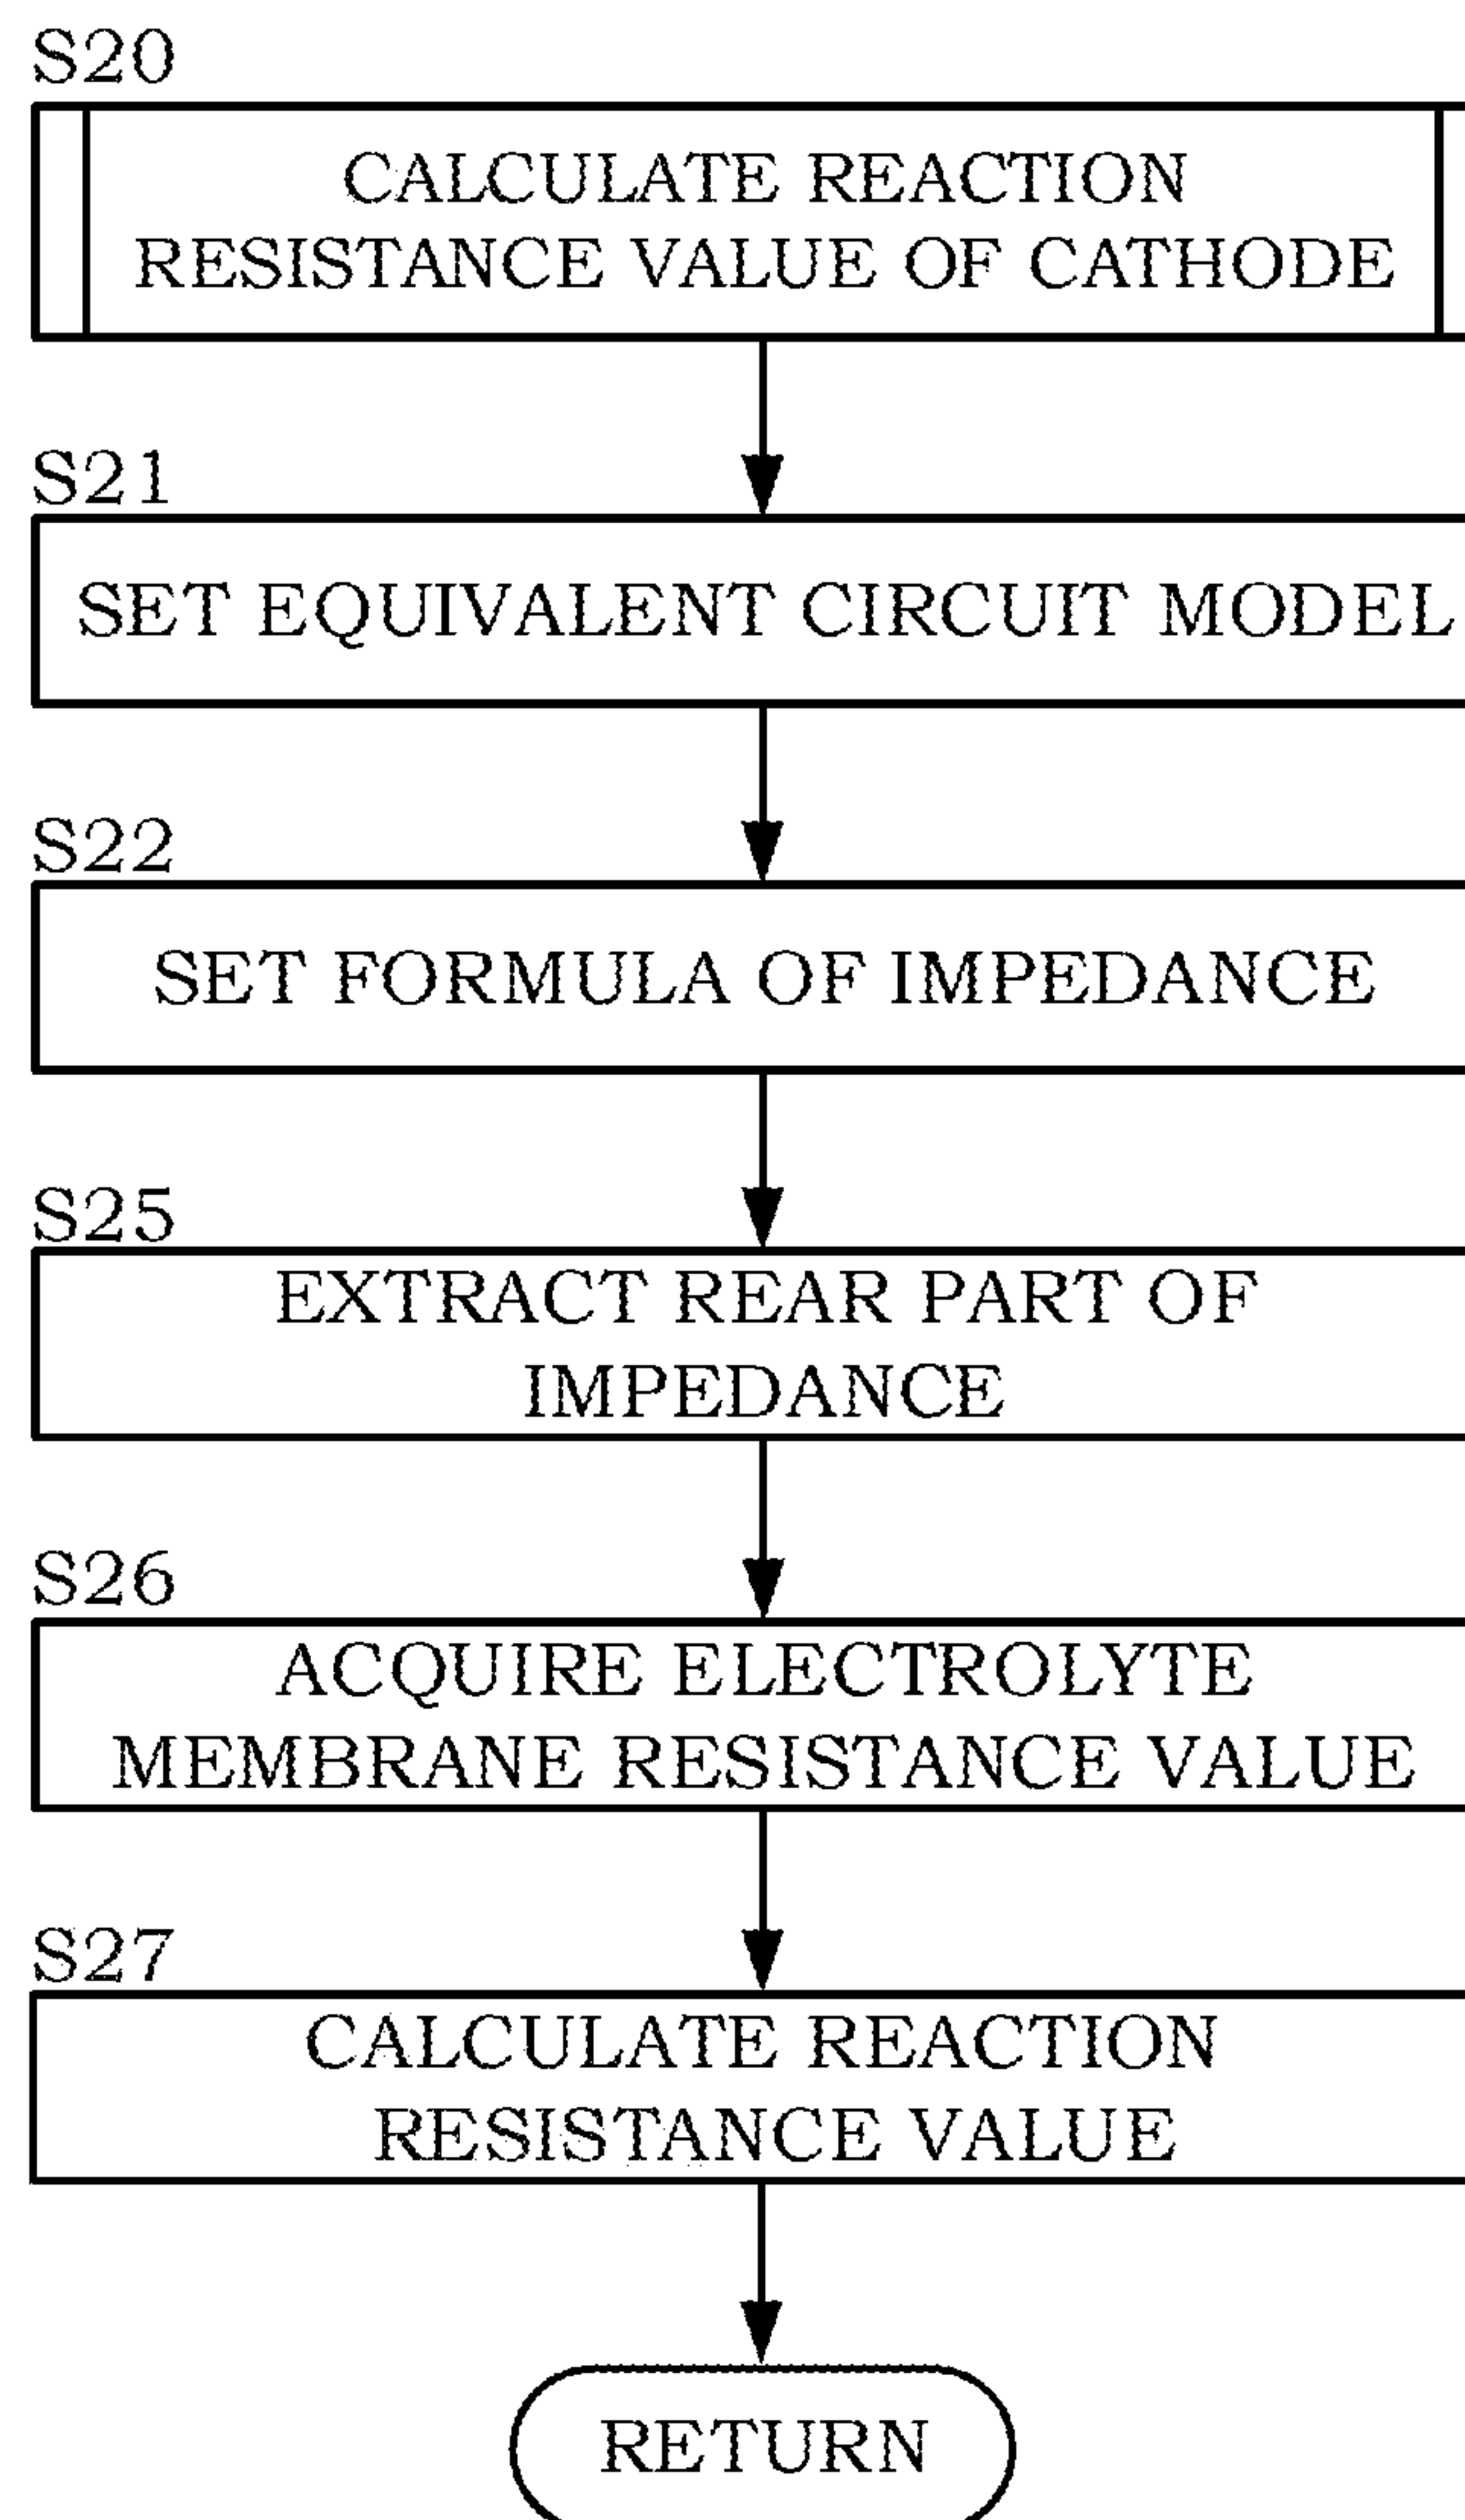 S20
CALCULATE REACTION
RESISTANCE VALUE OF CATHODE
S21
SET EQUIVALENT CIRCUIT MODEL
S22
SET FORMULA OF IMPEDANCE
S25
EXTRACT REAR PART OF
IMPEDANCE
S26
ACQUIRE ELECTROLYTE
MEMBRANE RESISTANCE VALUE
S27
CALCULATE REACTION
RESISTANCE VALUE
RETURN